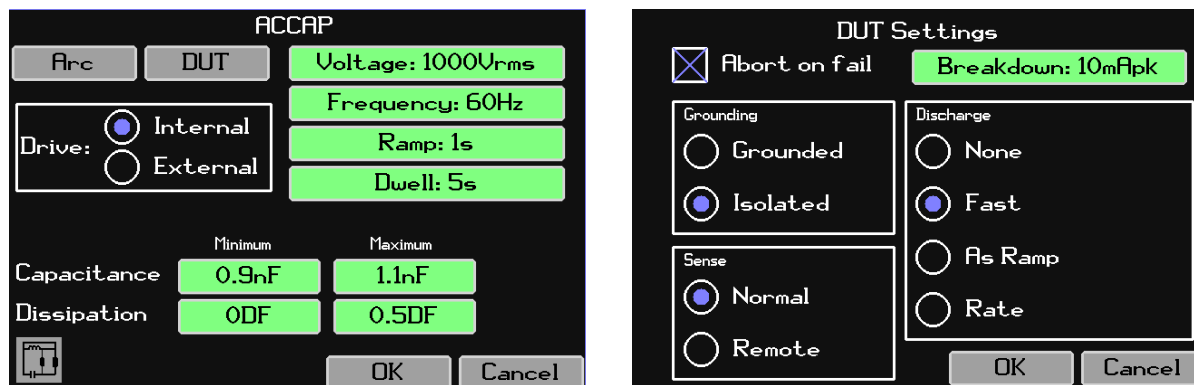 ACCAP
Arc
DUT
Voltage: 1000Vrms
Frequency: 60Hz
Drive:
Internal
External
Ramp: 1s
Dwell: 5s
Minimum
Maximum
Capacitance
0.9nF
1.1nF
Dissipation
0DF
0.5DF
OK
Cancel
DUT Settings
Abort on fail
Breakdown: 10mApk
Grounding
Grounded
Isolated
Sense
Normal
Remote
Discharge
None
Fast
As Ramp
Rate
OK
Cancel